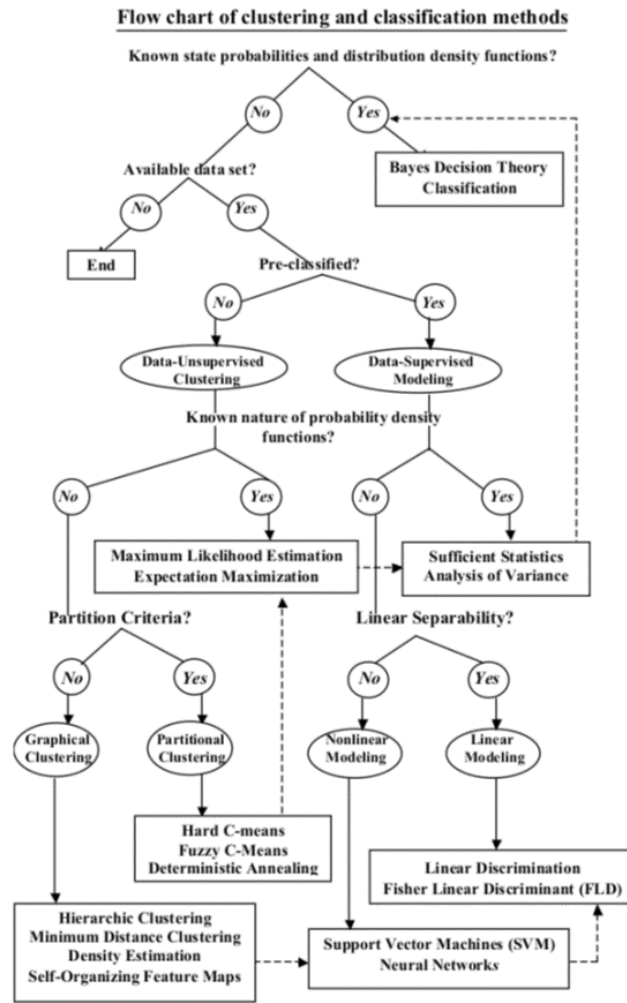 Flow chart of clustering and classification methods
Known state probabilities and distribution density functions?
No
Yes
Bayes Decision Theory
Classification
Available data set?
No
Yes
End
Pre-classified?
No
Yes
Data-Unsupervised
Clustering
Data-Supervised
Modeling
Known nature of probability density
functions?
No
Yes
No
Yes
Maximum Likelihood Estimation
Expectation Maximization
Sufficient Statistics
Analysis of Variance
Partition Criteria?
Linear Separability?
No
Yes
No
Yes
Graphical
Clustering
Partitional
Clustering
Nonlinear
Modeling
Linear
Modeling
Hard C-means
Fuzzy C-Means
Deterministic Annealing
Linear Discrimination
Fisher Linear Discriminant (FLD)
Hierarchic Clustering
Minimum Distance Clustering
Density Estimation
Self-Organizing Feature Maps
Support Vector Machines (SVM)
Neural Networks